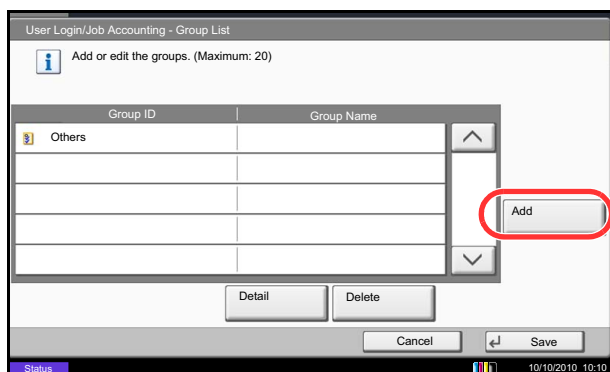 User Login/Job Accounting - Group List
Add or edit the groups. (Maximum: 20)
Group ID Group Name
Others
Add
Detail Delete
Cancel Save
Status 10/10/2010 10:10